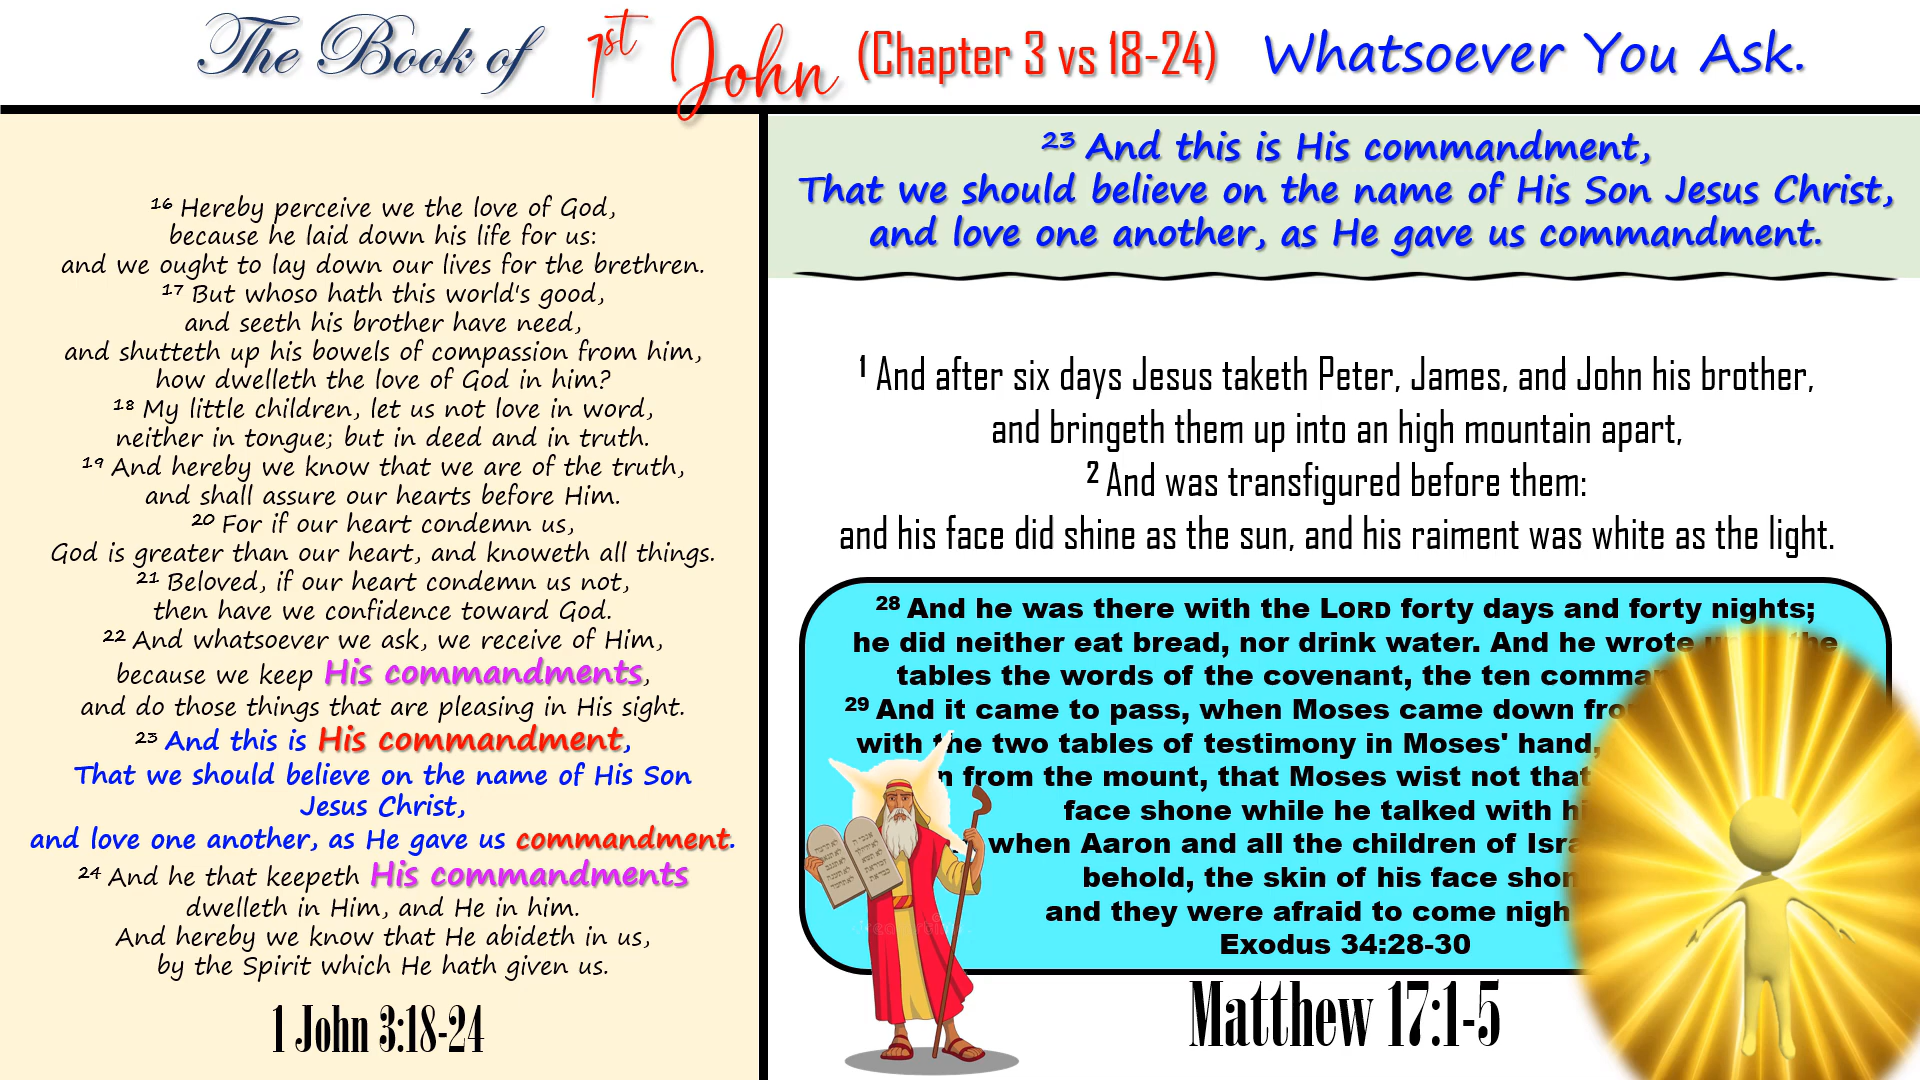 The Book of 1st John (Chapter 3 vs 18-24) Whatsoever You Ask.
16 Hereby perceive we the love of God,
because he laid down his life for us:
and we ought to lay down our lives for the brethren.
17 But whoso hath this world's good,
and seeth his brother have need,
and shutteth up his bowels of compassion from him,
how dwelleth the love of God in him?
18 My little children, let us not love in word,
neither in tongue; but in deed and in truth.
19 And hereby we know that we are of the truth,
and shall assure our hearts before Him.
20 For if our heart condemn us,
God is greater than our heart, and knoweth all things.
21 Beloved, if our heart condemn us not,
then have we confidence toward God.
22 And whatsoever we ask, we receive of Him,
because we keep His commandments,
and do those things that are pleasing in His sight.
23 And this is His commandment,
That we should believe on the name of His Son
Jesus Christ,
and love one another, as He gave us commandment.
24 And he that keepeth His commandments
dwelleth in Him, and He in him.
And hereby we know that He abideth in us,
by the Spirit which He hath given us.
1 John 3:18-24
23 And this is His commandment,
That we should believe on the name of His Son Jesus Christ,
and love one another, as He gave us commandment.
1 And after six days Jesus taketh Peter, James, and John his brother,
and bringeth them up into an high mountain apart,
2 And was transfigured before them:
and his face did shine as the sun, and his raiment was white as the light.
28 And he was there with the LORD forty days and forty nights;
he did neither eat bread, nor drink water. And he wrote upon the
tables the words of the covenant, the ten
29 And it came to pass, when Moses came down
with the two tables of testimony in Moses' hand,
from the mount, that Moses wist not that
face shone while he talked with
when Aaron and all the children of
behold, the skin of his face
and they were afraid to come nigh
Exodus 34:28-30
Matthew 17:1-5